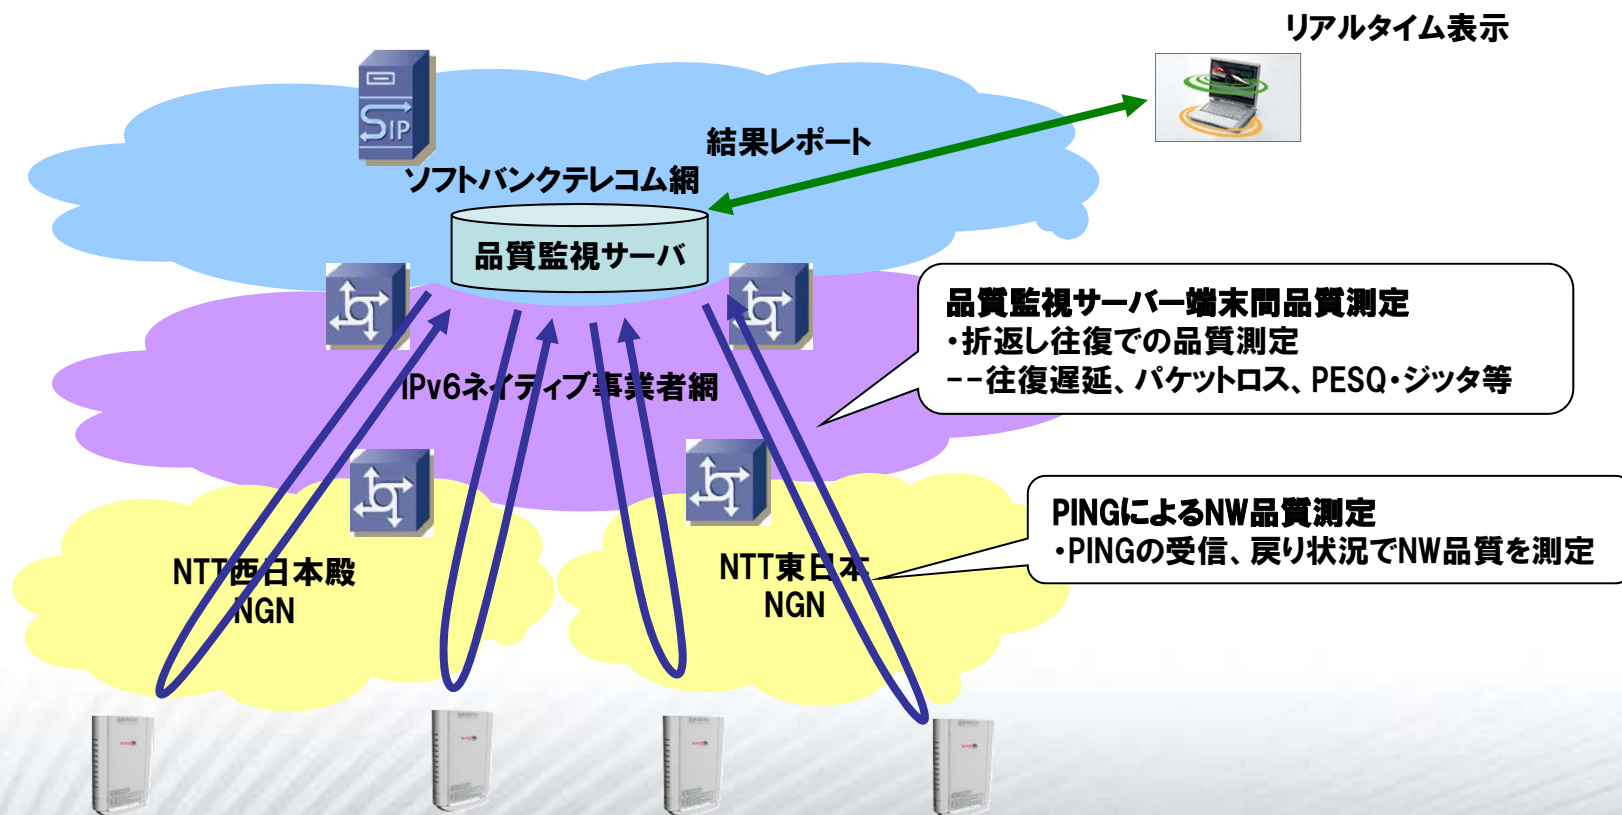 リアルタイム表示
SIP
結果レポート
ソフトバンクテレコム網
品質監視サーバ
品質監視サーバー端末間品質測定
・折返し往復での品質測定
--往復遅延、パケットロス、PESQ・ジッタ等
IPv6ネイティブ事業者網
PINGによるNW品質測定
・PINGの受信、戻り状況でNW品質を測定
NTT西日本殿
NGN
NTT東日本
NGN